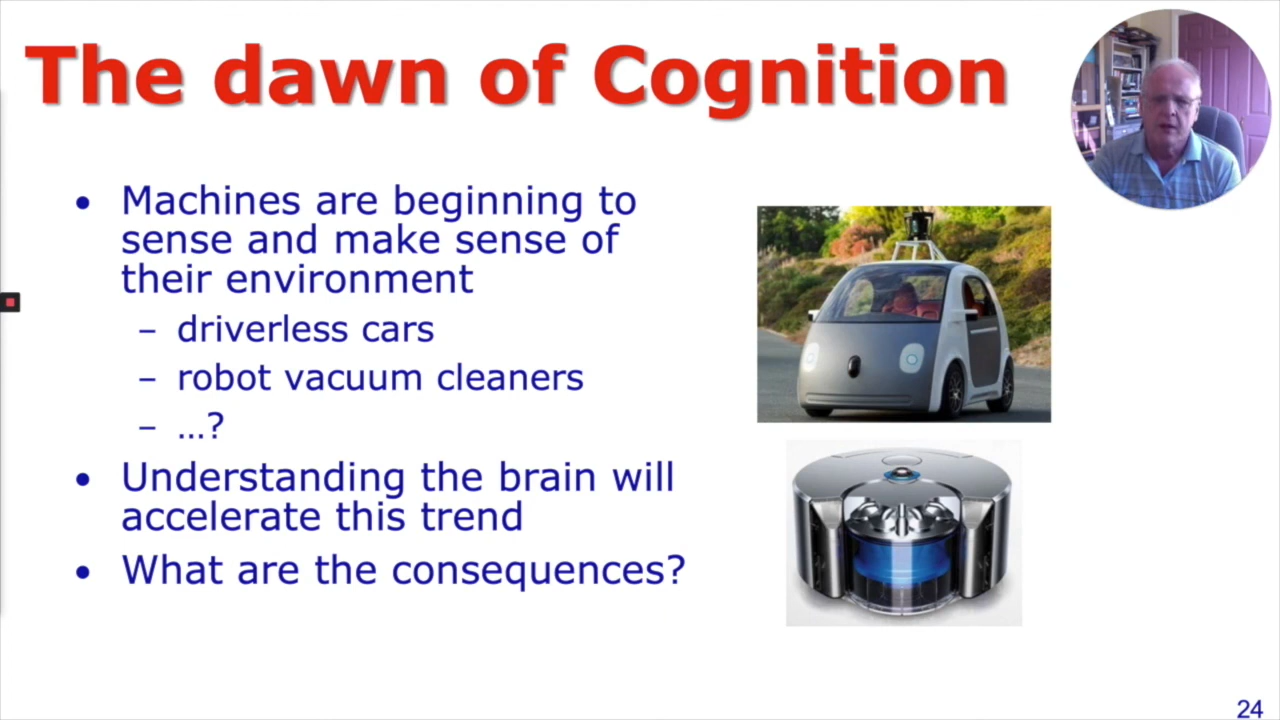 The dawn of Cognition
• Machines are beginning to
sense and make sense of
their environment
– driverless cars
– robot vacuum cleaners
– ...?
• Understanding the brain will
accelerate this trend
• What are the consequences?
24